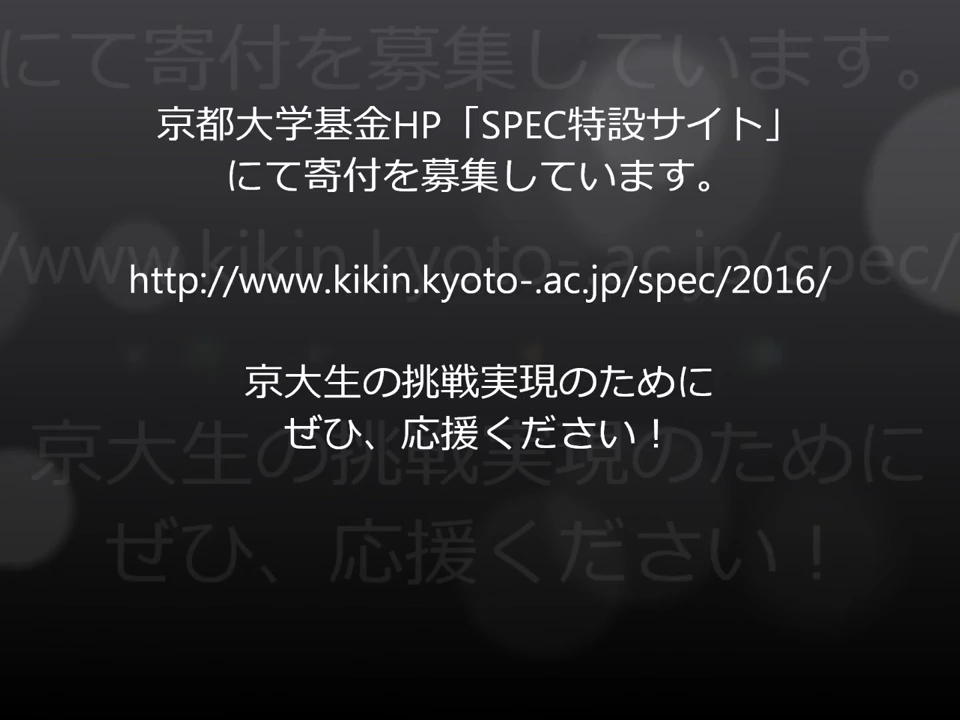 京都大学基金HP「SPEC特設サイト」
にて寄付を募集しています。
http://www.kikin.kyoto-.ac.jp/spec/2016/
京大生の挑戦実現のために
ぜひ、応援ください！